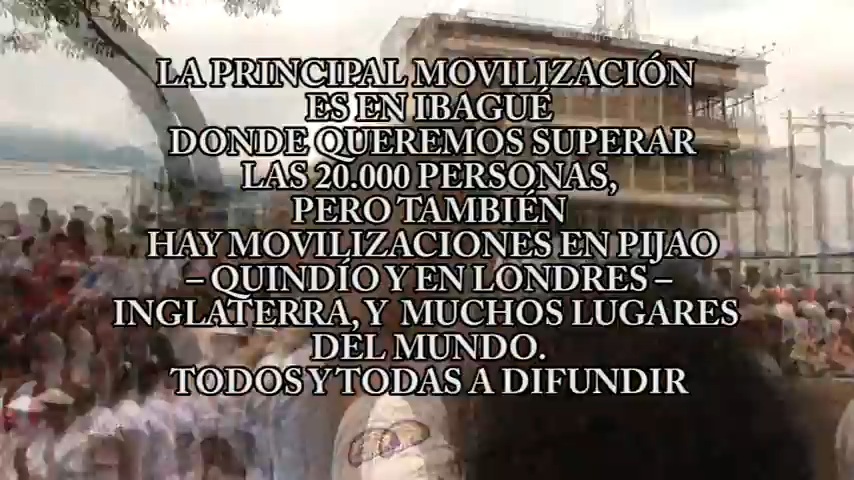 LA PRINCIPAL MOVILIZACIÓN
ES EN IBAGUÉ
DONDE QUEREMOS SUPERAR
LAS 20.000 PERSONAS,
PERO TAMBIÉN
HAY MOVILIZACIONES EN PIJAO
– QUINDÍO Y EN LONDRES –
INGLATERRA, Y MUCHOS LUGARES
DEL MUNDO.
TODOS Y TODAS A DIFUNDIR